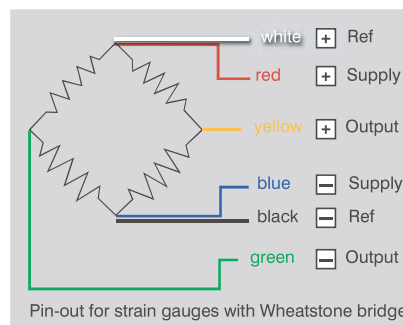 white + Ref
red + Supply
yellow + Output
blue − Supply
black − Ref
green − Output
Pin-out for strain gauges with Wheatstone bridge